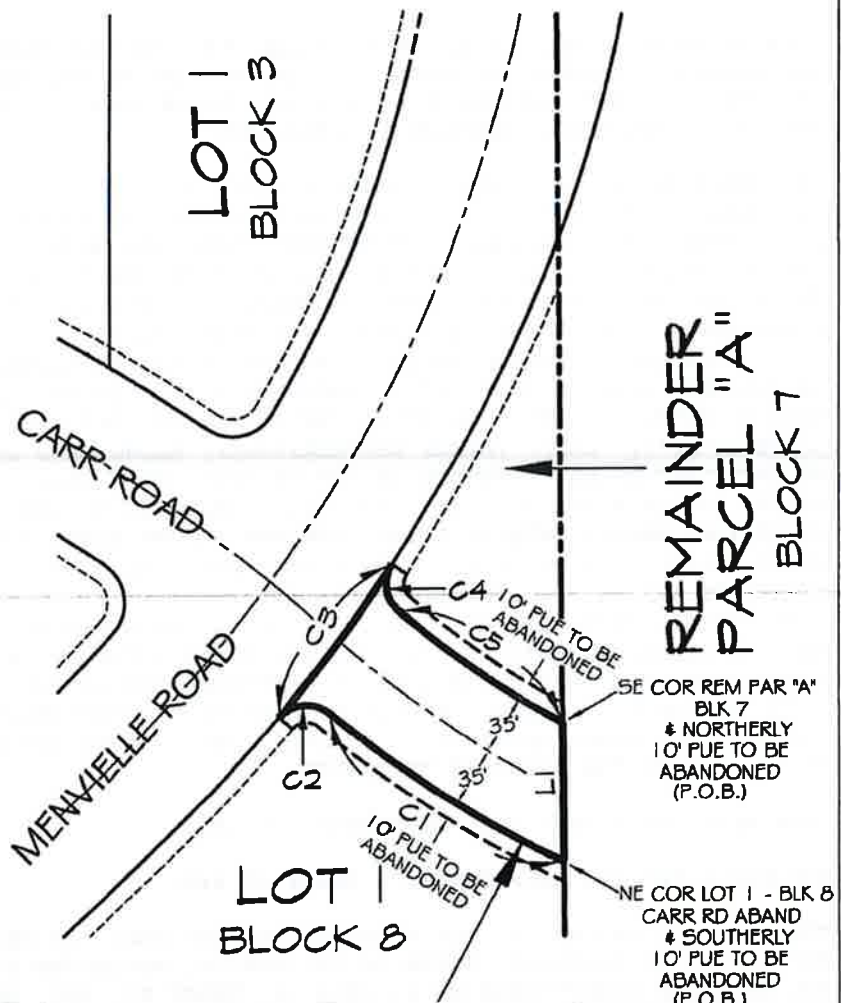 LOT 1
BLOCK 3
CARR ROAD
MENVIELLE ROAD
REMAINDER
PARCEL "A"
BLOCK 7
C3
C4
C5
10' PUE TO BE
ABANDONED
SE COR REM PAR "A"
BLK 7
& NORTHERLY
10' PUE TO BE
ABANDONED
(P.O.B.)
35'
35'
L1
C2
C1
10' PUE TO BE
ABANDONED
LOT 1
BLOCK 8
NE COR LOT 1 - BLK 8
CARR RD ABAND
& SOUTHERLY
10' PUE TO BE
ABANDONED
(P.O.B.)